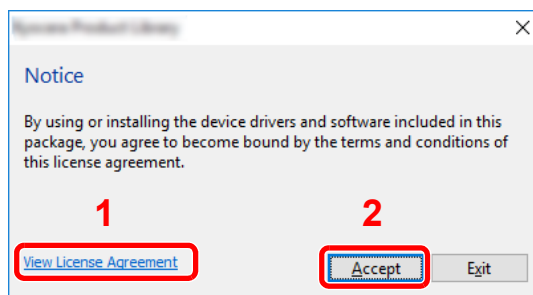 Notice
By using or installing the device drivers and software included in this
package, you agree to become bound by the terms and conditions of
this license agreement.
1
2
View License Agreement
Accept
Exit